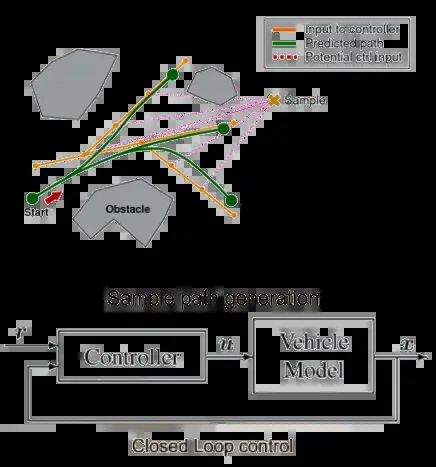 Input to controller
Predicted path
Potential ctrl input
Sample
Start
Obstacle
Sample path generation
r
Controller
u
Vehicle
Model
x
Closed Loop control